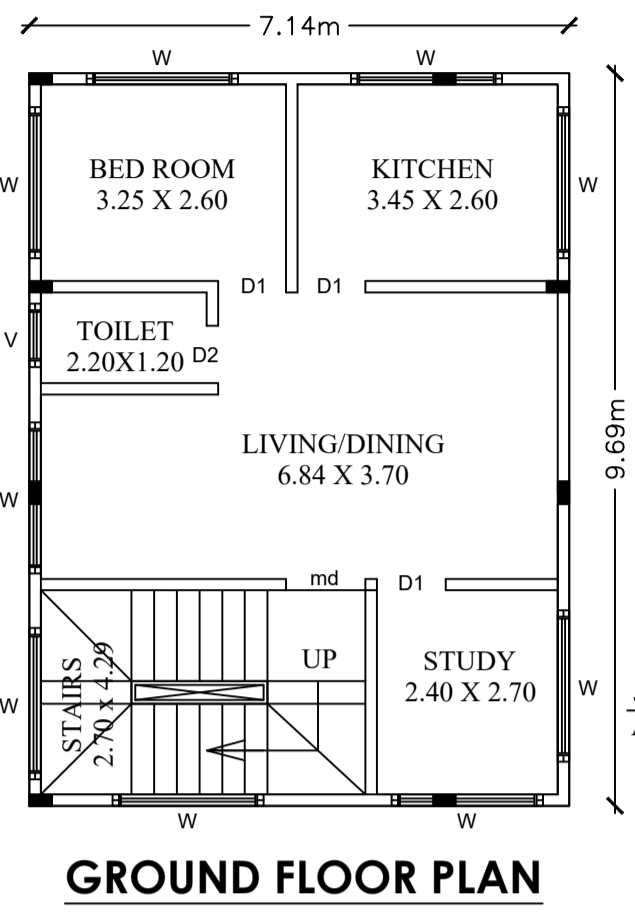 7.14m
W
W
W
BED ROOM
3.25 X 2.60
KITCHEN
3.45 X 2.60
W
D1
D1
V
TOILET
2.20X1.20
D2
9.69m
LIVING/DINING
6.84 X 3.70
W
md
D1
STAIRS
2.70 x 4.29
UP
STUDY
2.40 X 2.70
W
W
W
W
GROUND FLOOR PLAN